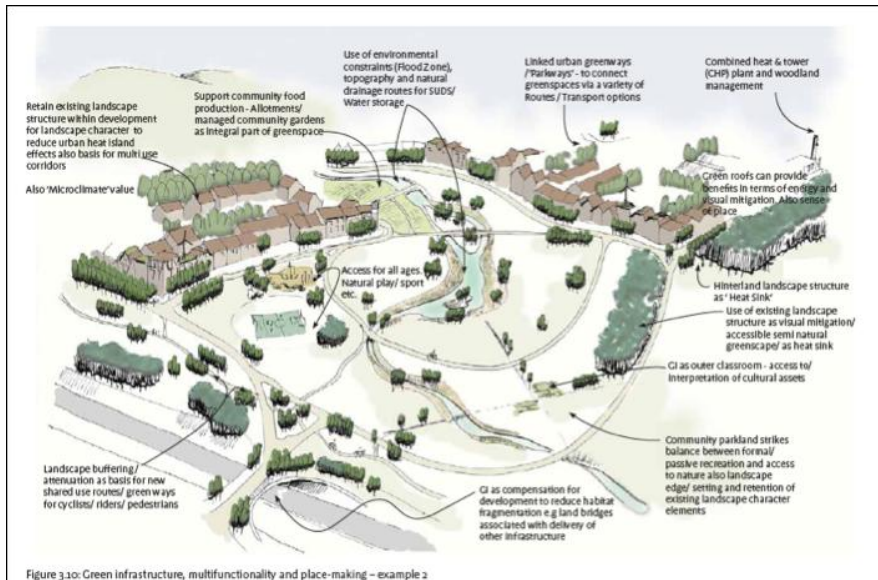 Use of environmental
constraints (Flood Zone),
topography and natural
drainage routes for SUDS/
Water storage
Linked urban greenways
/'Parkways' - to connect
greenspaces via a variety of
Routes / Transport options
Combined heat & tower
(CHP) plant and woodland
management
Retain existing landscape
structure within development
for landscape character to
reduce urban heat island
effects also basis for multi use
corridors
Also 'Microclimate' value
Support community food
production - Allotments/
managed community gardens
as integral part of greenspace
Green roofs can provide
benefits in terms of energy and
visual mitigation. Also sense
of place
Access for all ages.
Natural play/ sport
etc.
Hinterland landscape structure
as 'Heat Sink'
Use of existing landscape
structure as visual mitigation/
accessible semi natural
greenscape/ as heat sink
GI as outer classroom - access to/
interpretation of cultural assets
Community parkland strikes
balance between formal/
passive recreation and access
to nature also landscape
edge/ setting and retention of
existing landscape character
elements
Landscape buffering/
attenuation as basis for new
shared use routes/ green ways
for cyclists/ riders/ pedestrians
GI as compensation for
development to reduce habitat
fragmentation e.g land bridges
associated with delivery of
other infrastructure
Figure 3.10: Green infrastructure, multifunctionality and place-making – example 2